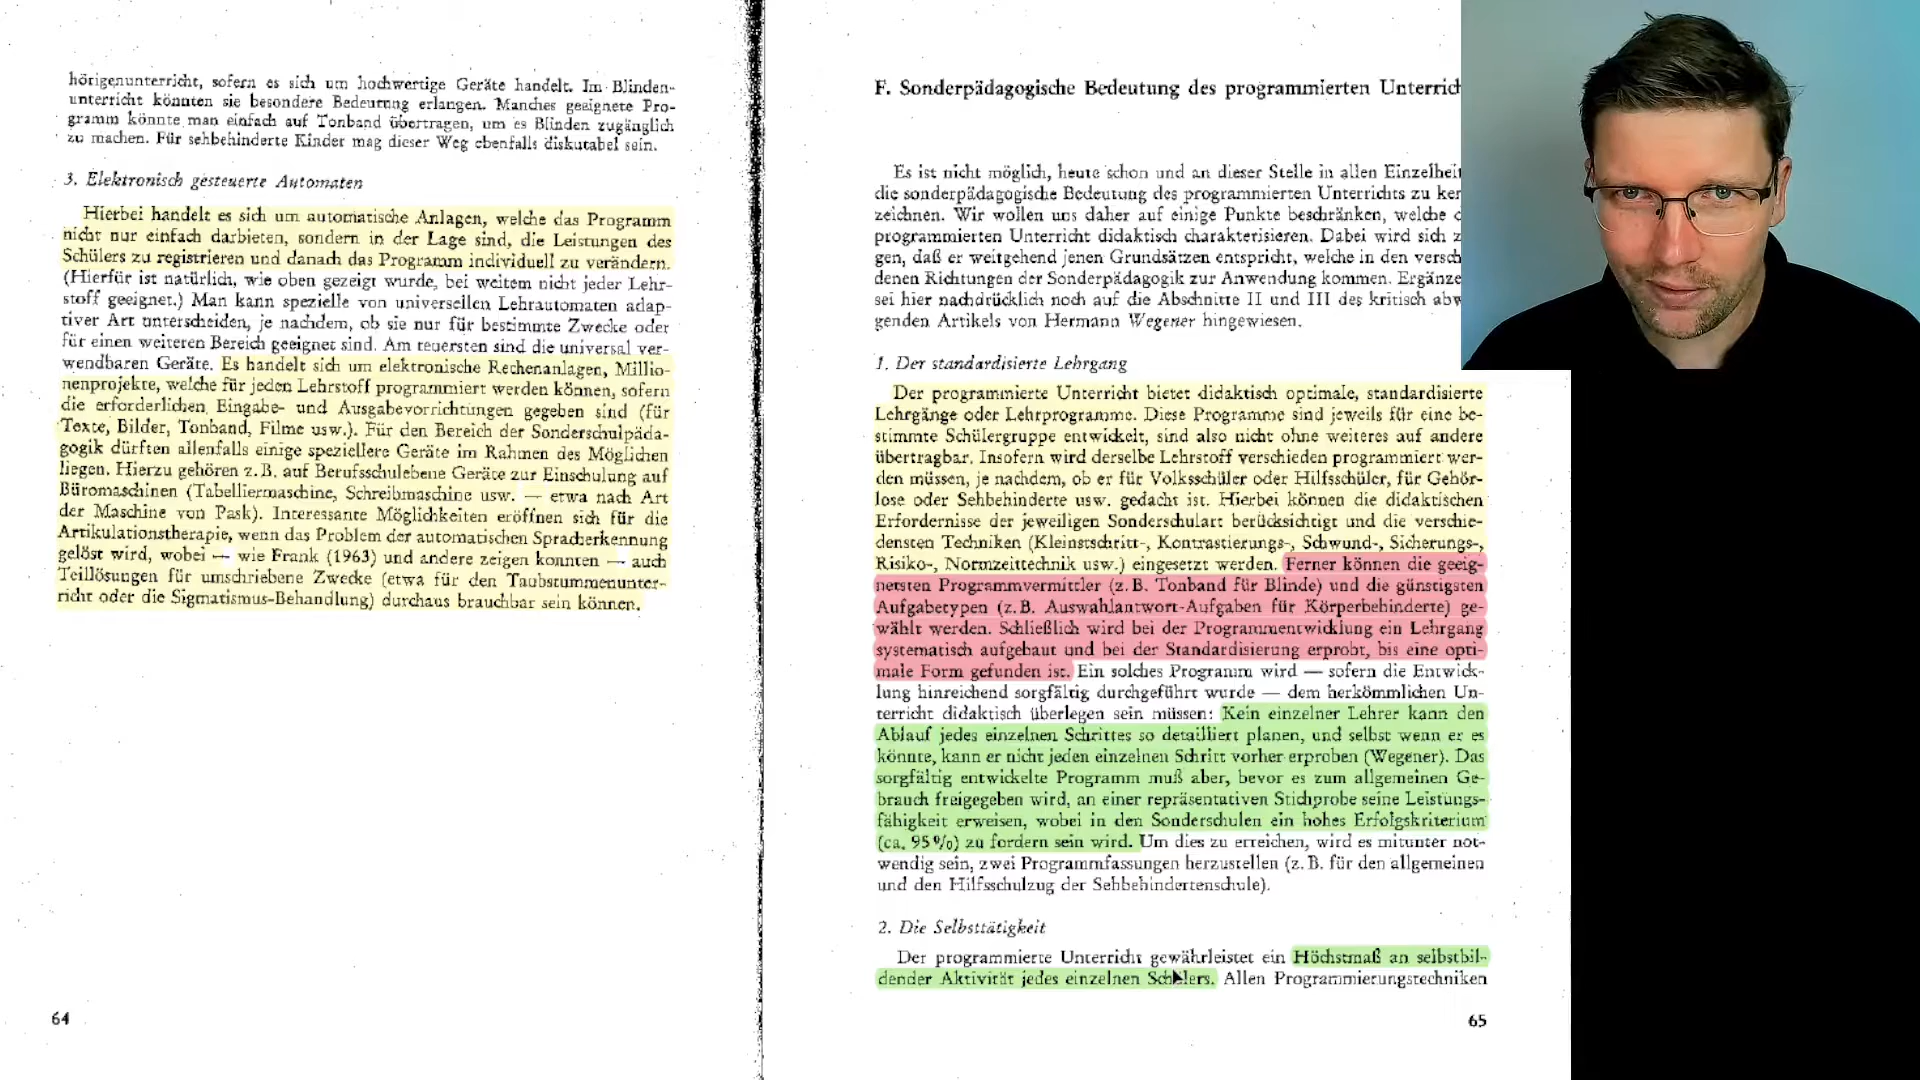 hörigenunterricht, sofern es sich um hochwertige Geräte handelt. Im Blinden-
unterricht könnten sie besondere Bedeutung erlangen. Manches geeignete Pro-
gramm könnte man einfach auf Tonband übertragen, um es Blinden zugänglich
zu machen. Für sehbehinderte Kinder mag dieser Weg ebenfalls diskutabel sein.
3. Elektronisch gesteuerte Automaten
Hierbei handelt es sich um automatische Anlagen, welche das Programm
nicht nur einfach darbieten, sondern in der Lage sind, die Leistungen des
Schülers zu registrieren und danach das Programm individuell zu verändern.
(Hierfür ist natürlich, wie oben gezeigt wurde, bei weitem nicht jeder Lehr-
stoff geeignet.) Man kann spezielle von universellen Lehrautomaten adap-
tiver Art unterscheiden, je nachdem, ob sie nur für bestimmte Zwecke oder
für einen weiteren Bereich geeignet sind. Am teuersten sind die universal ver-
wendbaren Geräte. Es handelt sich um elektronische Rechenanlagen, Millio-
nenprojekte, welche für jeden Lehrstoff programmiert werden können, sofern
die erforderlichen Eingabe- und Ausgabevorrichtungen gegeben sind (für
Texte, Bilder, Tonband, Filme usw.). Für den Bereich der Sonderschulpäda-
gogik dürften allenfalls einige speziellere Geräte im Rahmen des Möglichen
liegen. Hierzu gehören z. B. auf Berufsschulebene Geräte zur Einschulung auf
Büromaschinen (Tabelliermaschine, Schreibmaschine usw. — etwa nach Art
der Maschine von Pask). Interessante Möglichkeiten eröffnen sich für die
Artikulationstherapie, wenn das Problem der automatischen Spracherkennung
gelöst wird, wobei — wie Frank (1963) und andere zeigen konnten — auch
Teillösungen für umschriebene Zwecke (etwa für den Taubstummenunter-
richt oder die Sigmatismus-Behandlung) durchaus brauchbar sein können.
64
F. Sonderpädagogische Bedeutung des programmierten Unterrich
Es ist nicht möglich, heute schon und an dieser Stelle in allen Einzelheit
die sonderpädagogische Bedeutung des programmierten Unterrichts zu ker
zeichnen. Wir wollen uns daher auf einige Punkte beschränken, welche d
programmierten Unterricht didaktisch charakterisieren. Dabei wird sich z
gen, daß er weitgehend jenen Grundsätzen entspricht, welche in den versch
denen Richtungen der Sonderpädagogik zur Anwendung kommen. Ergänze
sei hier nachdrücklich noch auf die Abschnitte II und III des kritisch abw
genden Artikels von Hermann Wegener hingewiesen.
1. Der standardisierte Lehrgang
Der programmierte Unterricht bietet didaktisch optimale, standardisierte
Lehrgänge oder Lehrprogramme. Diese Programme sind jeweils für eine be-
stimmte Schülergruppe entwickelt, sind also nicht ohne weiteres auf andere
übertragbar. Insofern wird derselbe Lehrstoff verschieden programmiert wer-
den müssen, je nachdem, ob er für Volksschüler oder Hilfsschüler, für Gehör-
lose oder Sehbehinderte usw. gedacht ist. Hierbei können die didaktischen
Erfordernisse der jeweiligen Sonderschulart berücksichtigt und die verschie-
densten Techniken (Kleinstschritt-, Kontrastierungs-, Schwund-, Sicherungs-,
Risiko-, Normzeittechnik usw.) eingesetzt werden. Ferner können die geeig-
netsten Programmvermittler (z. B. Tonband für Blinde) und die günstigsten
Aufgabetypen (z. B. Auswahlantwort-Aufgaben für Körperbehinderte) ge-
wählt werden. Schließlich wird bei der Programmentwicklung ein Lehrgang
systematisch aufgebaut und bei der Standardisierung erprobt, bis eine opti-
male Form gefunden ist. Ein solches Programm wird — sofern die Entwick-
lung hinreichend sorgfältig durchgeführt wurde — dem herkömmlichen Un-
terricht didaktisch überlegen sein müssen: Kein einzelner Lehrer kann den
Ablauf jedes einzelnen Schrittes so detailliert planen, und selbst wenn er es
könnte, kann er nicht jeden einzelnen Schritt vorher erproben (Wegener). Das
sorgfältig entwickelte Programm muß aber, bevor es zum allgemeinen Ge-
brauch freigegeben wird, an einer repräsentativen Stichprobe seine Leistungs-
fähigkeit erweisen, wobei in den Sonderschulen ein hohes Erfolgskriterium
(ca. 95 %) zu fordern sein wird. Um dies zu erreichen, wird es mitunter not-
wendig sein, zwei Programmfassungen herzustellen (z. B. für den allgemeinen
und den Hilfsschulzug der Sehbehindertenschule).
2. Die Selbsttätigkeit
Der programmierte Unterricht gewährleistet ein Höchstmaß an selbstbil-
dender Aktivität jedes einzelnen Schülers. Allen Programmierungstechniken
65